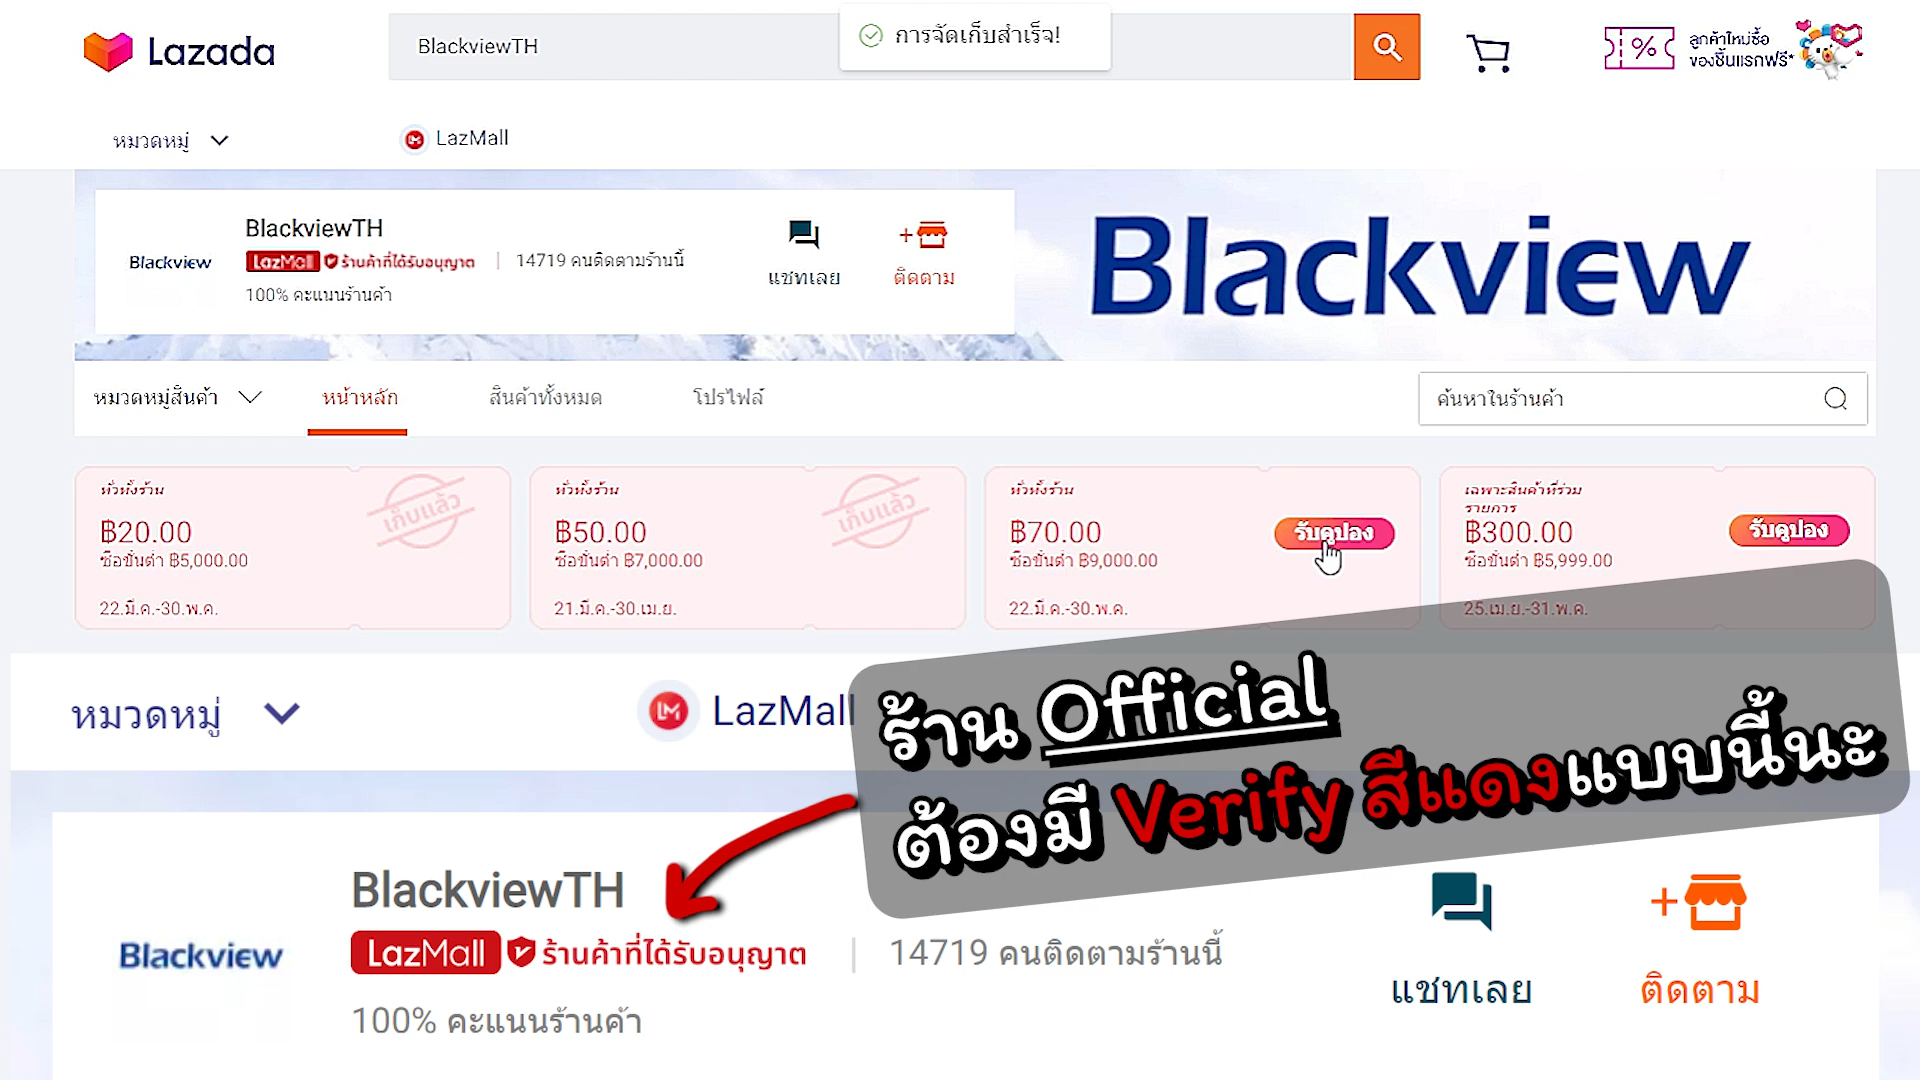 Lazada
BlackviewTH
การจัดเก็บสำเร็จ!
%
ลูกค้าใหม่ซื้อ
ของชิ้นแรกฟรี*
หมวดหมู่
LazMall
BlackviewTH
Blackview
LazMall ร้านค้าที่ได้รับอนุญาต
14719 คนติดตามร้านนี้
100% คะแนนร้านค้า
แชทเลย
ติดตาม
Blackview
หมวดหมู่สินค้า
หน้าหลัก
สินค้าทั้งหมด
โปรไฟล์
ค้นหาในร้านค้า
ทั่วทั้งร้าน
฿20.00
ซื้อขั้นต่ำ ฿5,000.00
22.มี.ค.-30.พ.ค.
เก็บแล้ว
ทั่วทั้งร้าน
฿50.00
ซื้อขั้นต่ำ ฿7,000.00
21.มี.ค.-30.เม.ย.
เก็บแล้ว
ทั่วทั้งร้าน
฿70.00
ซื้อขั้นต่ำ ฿9,000.00
22.มี.ค.-30.พ.ค.
รับคูปอง
เฉพาะสินค้าที่ร่วม
รายการ
฿300.00
ซื้อขั้นต่ำ ฿5,999.00
25.เม.ย.-31.พ.ค.
รับคูปอง
หมวดหมู่
LazMall
ร้าน Official
ต้องมี Verify สีแดงแบบนี้นะ
BlackviewTH
Blackview
LazMall ร้านค้าที่ได้รับอนุญาต
14719 คนติดตามร้านนี้
100% คะแนนร้านค้า
แชทเลย
ติดตาม